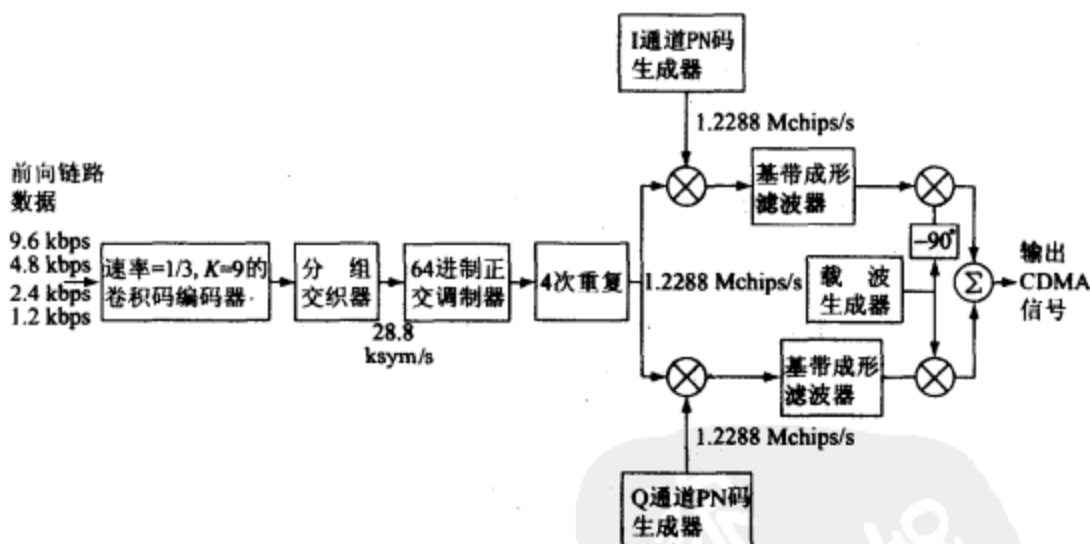 I通道PN码
生成器
1.2288 Mchips/s
前向链路
数据
9.6 kbps
4.8 kbps
2.4 kbps
1.2 kbps
速率=1/3, K=9的
卷积码编码器
分 组
交织器
28.8
ksym/s
64进制正
交调制器
4次重复
1.2288 Mchips/s
基带成形
滤波器
-90°
载 波
生成器
Σ
输出
CDMA
信号
基带成形
滤波器
1.2288 Mchips/s
Q通道PN码
生成器